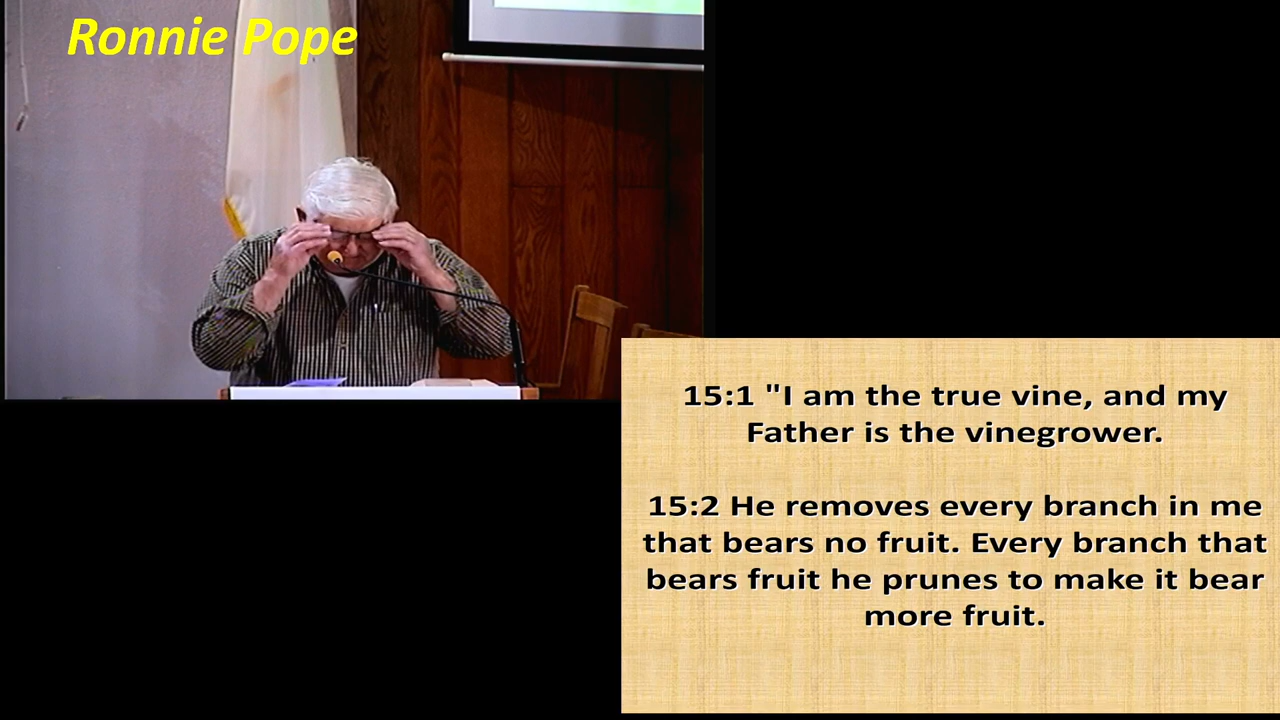 Ronnie Pope
15:1 "I am the true vine, and my
Father is the vinegrower.
15:2 He removes every branch in me
that bears no fruit. Every branch that
bears fruit he prunes to make it bear
more fruit.